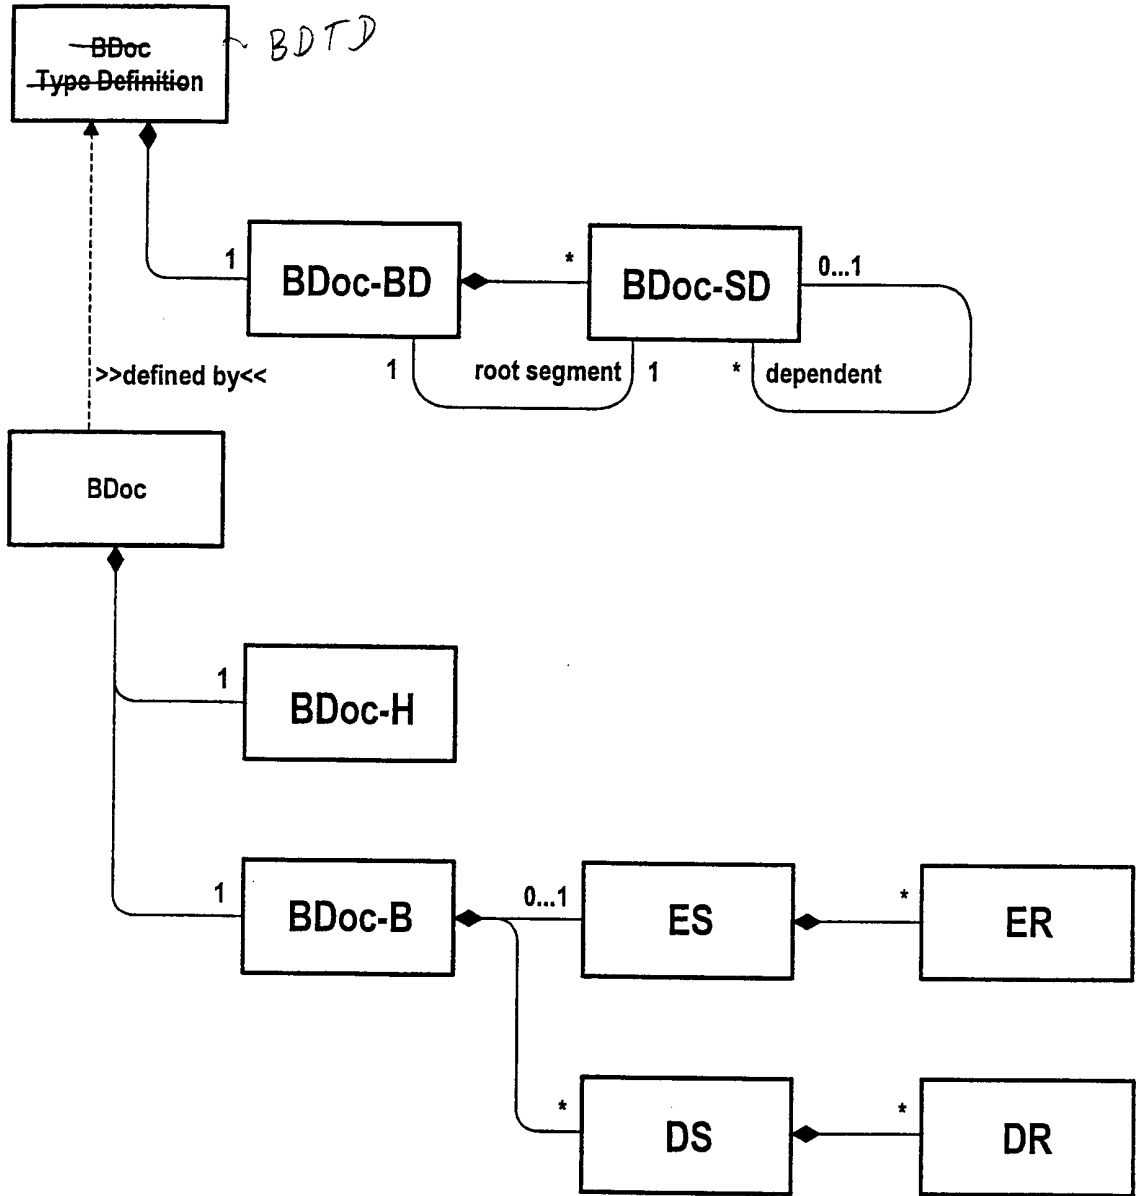 BDoc
Type Definition
BDTD
1
BDoc-BD
*
BDoc-SD
0...1
>>defined by<<
1
root segment
1
*
dependent
BDoc
1
BDoc-H
1
BDoc-B
0...1
ES
*
ER
*
DS
*
DR